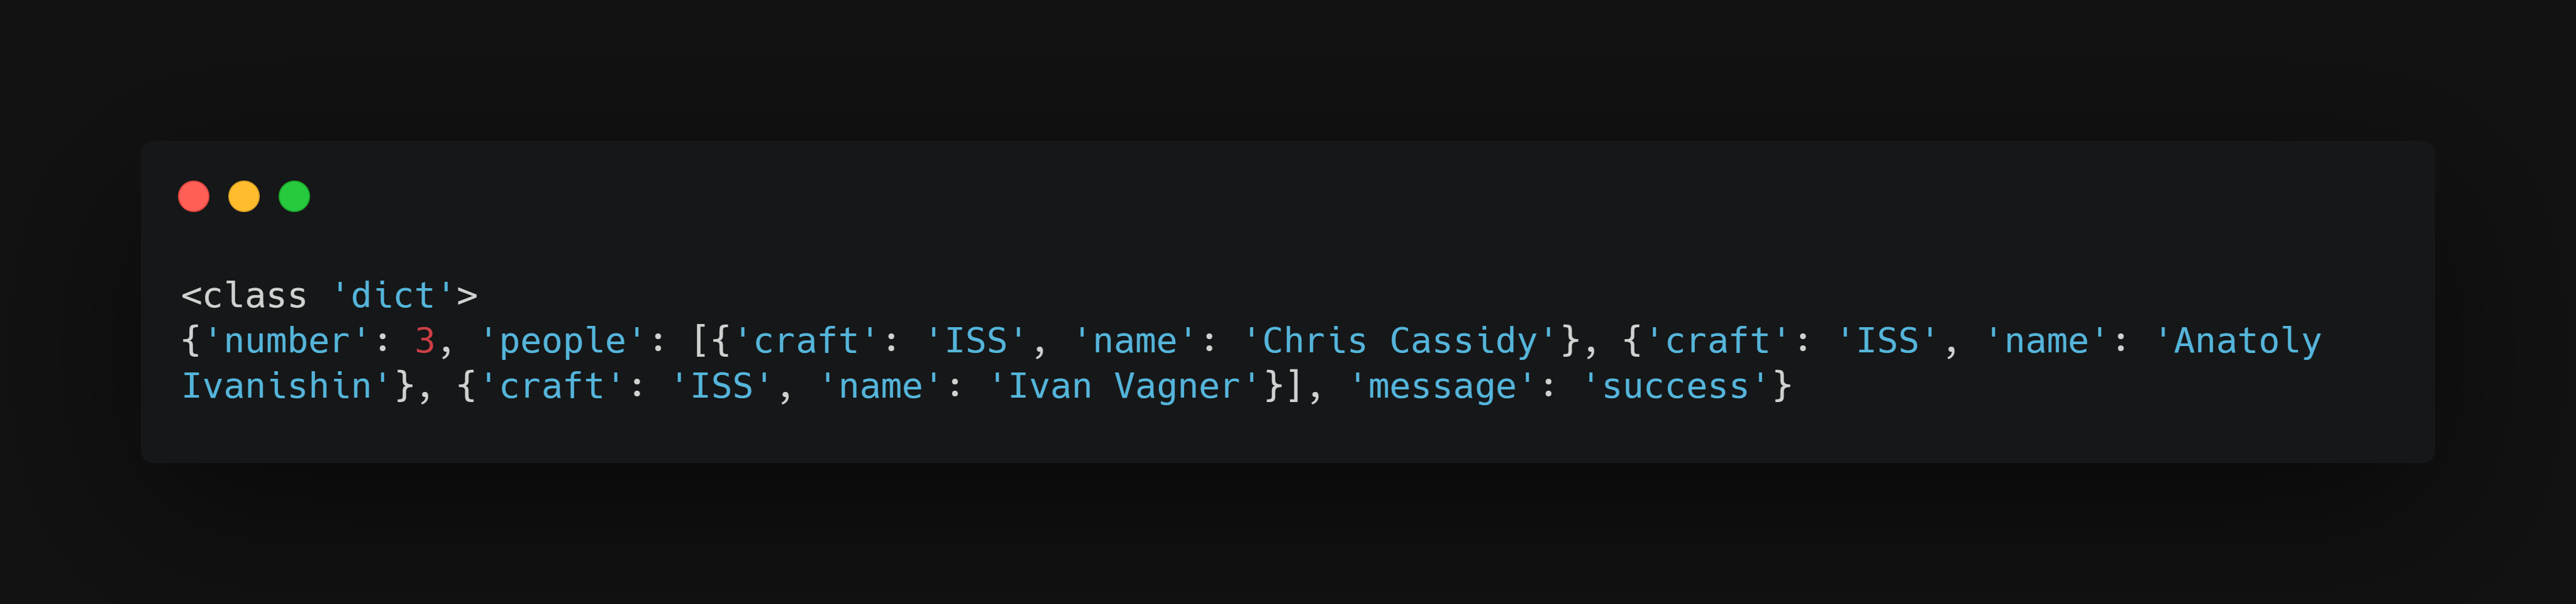 <class 'dict'>
{'number': 3, 'people': [{'craft': 'ISS', 'name': 'Chris Cassidy'}, {'craft': 'ISS', 'name': 'Anatoly
Ivanishin'}, {'craft': 'ISS', 'name': 'Ivan Vagner'}], 'message': 'success'}